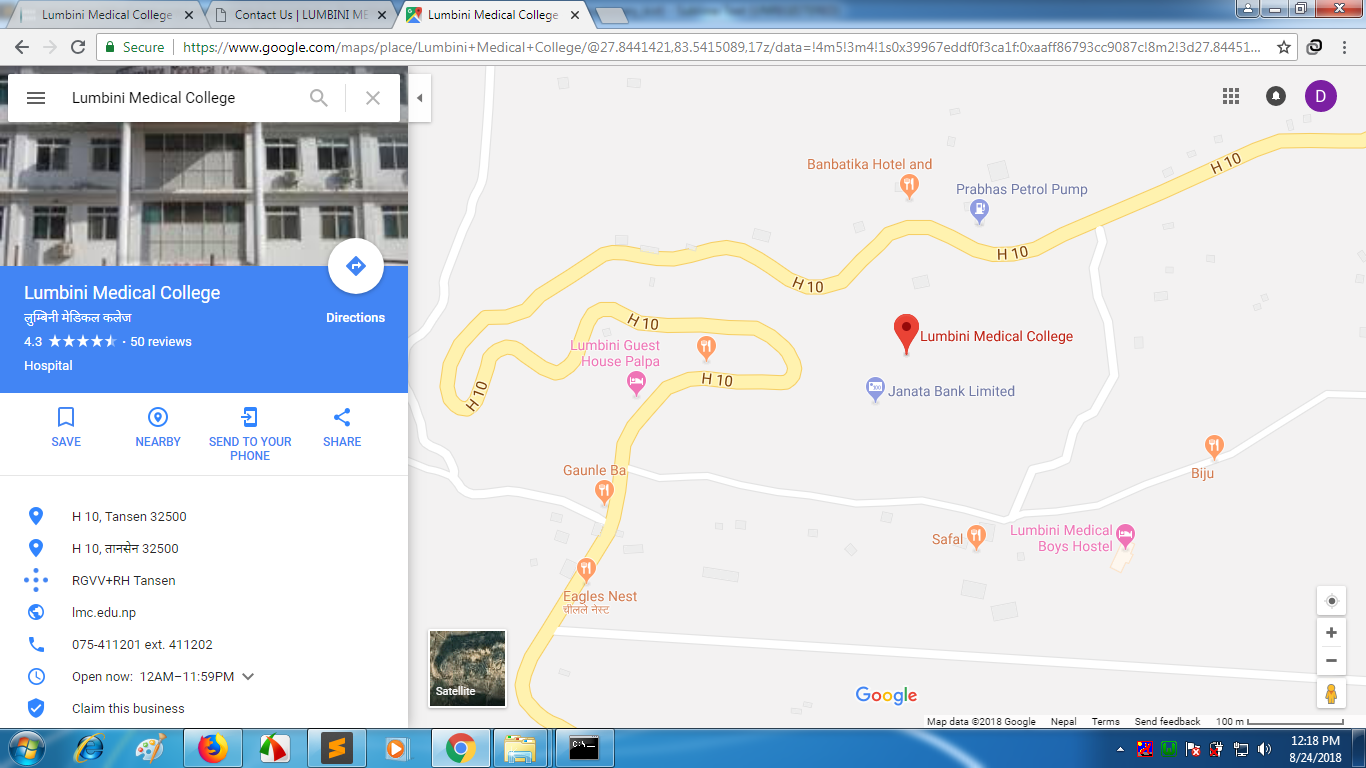 Lumbini Medical College
Contact Us | LUMBINI ME
Lumbini Medical College
Secure
https://www.google.com/maps/place/Lumbini+Medical+College/@27.8441421,83.5415089,17z/data=!4m5!3m4!1s0x39967eddf0f3ca1f:0xaaff86793cc9087c!8m2!3d27.84451...
Lumbini Medical College
D
Lumbini Medical College
लुम्बिनी मेडिकल कलेज
Directions
4.3 · 50 reviews
Hospital
SAVE
NEARBY
SEND TO YOUR
PHONE
SHARE
H 10, Tansen 32500
H 10, तानसेन 32500
RGVV+RH Tansen
lmc.edu.np
075-411201 ext. 411202
Open now: 12AM–11:59PM
Claim this business
Banbatika Hotel and
Prabhas Petrol Pump
H 10
H 10
H 10
H 10
H 10
H 10
Lumbini Guest
House Palpa
Lumbini Medical College
Janata Bank Limited
Gaunle Ba
Biju
Safal
Lumbini Medical
Boys Hostel
Eagles Nest
चीलले नेस्ट
Satellite
Google
Map data ©2018 Google
Nepal
Terms
Send feedback
100 m
12:18 PM
8/24/2018